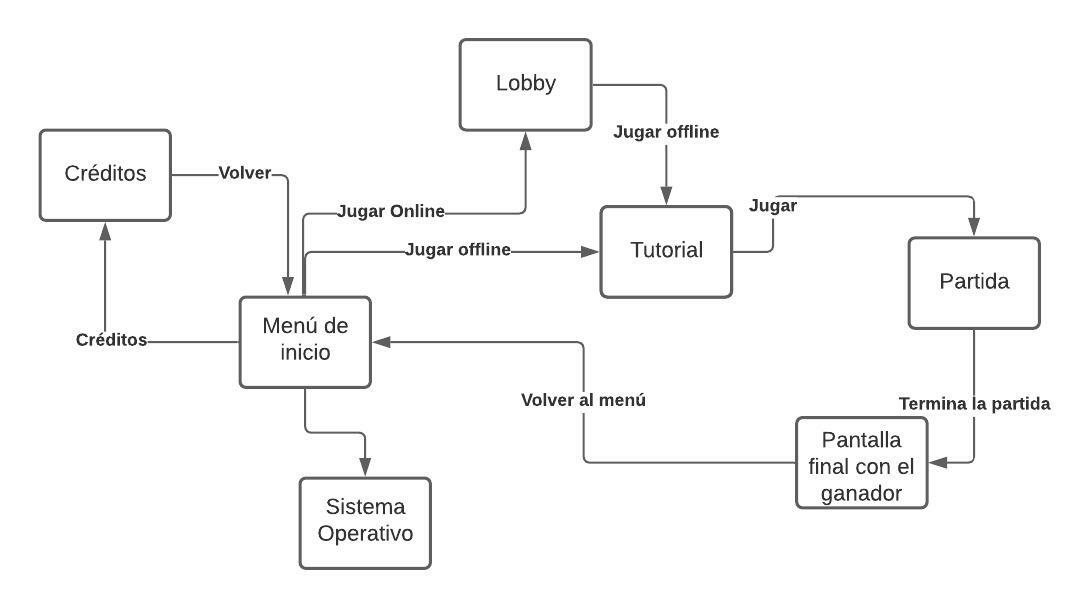 Lobby
Jugar offline
Créditos
Volver
Jugar Online
Jugar
Jugar offline
Tutorial
Partida
Menú de
inicio
Créditos
Volver al menú
Termina la partida
Pantalla
final con el
ganador
Sistema
Operativo